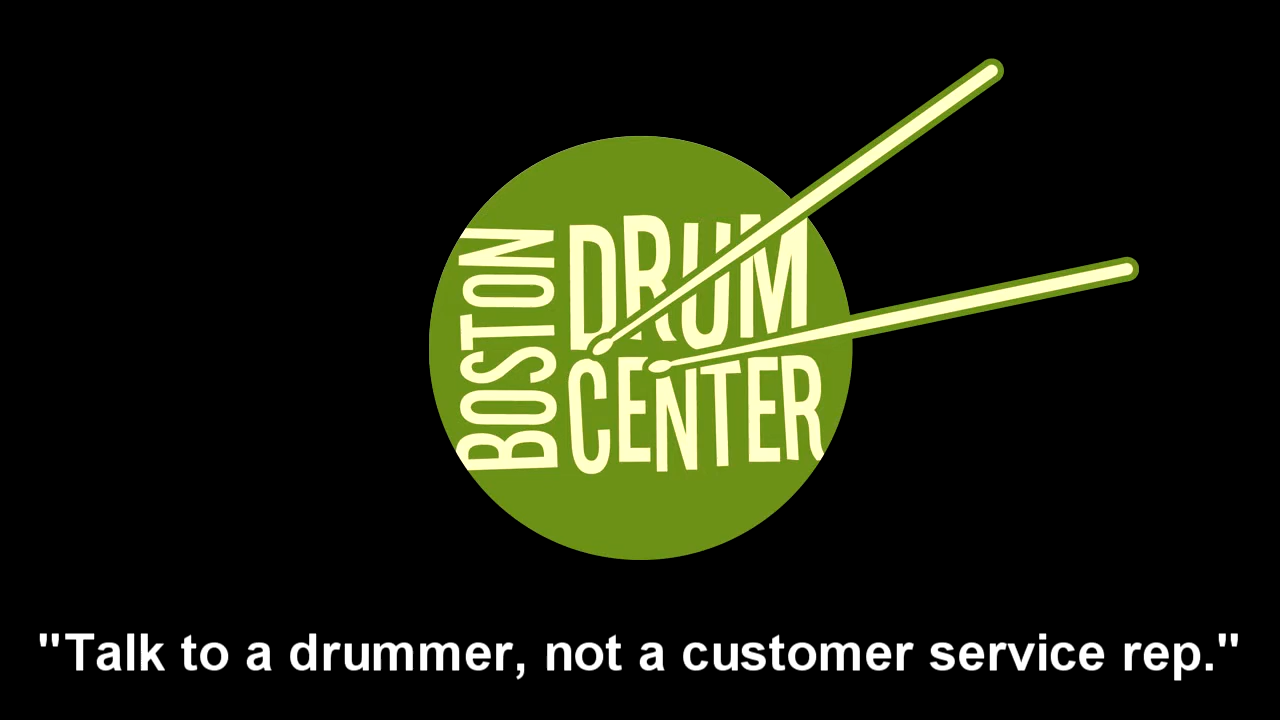 BOSTON
DRUM
CENTER
"Talk to a drummer, not a customer service rep."